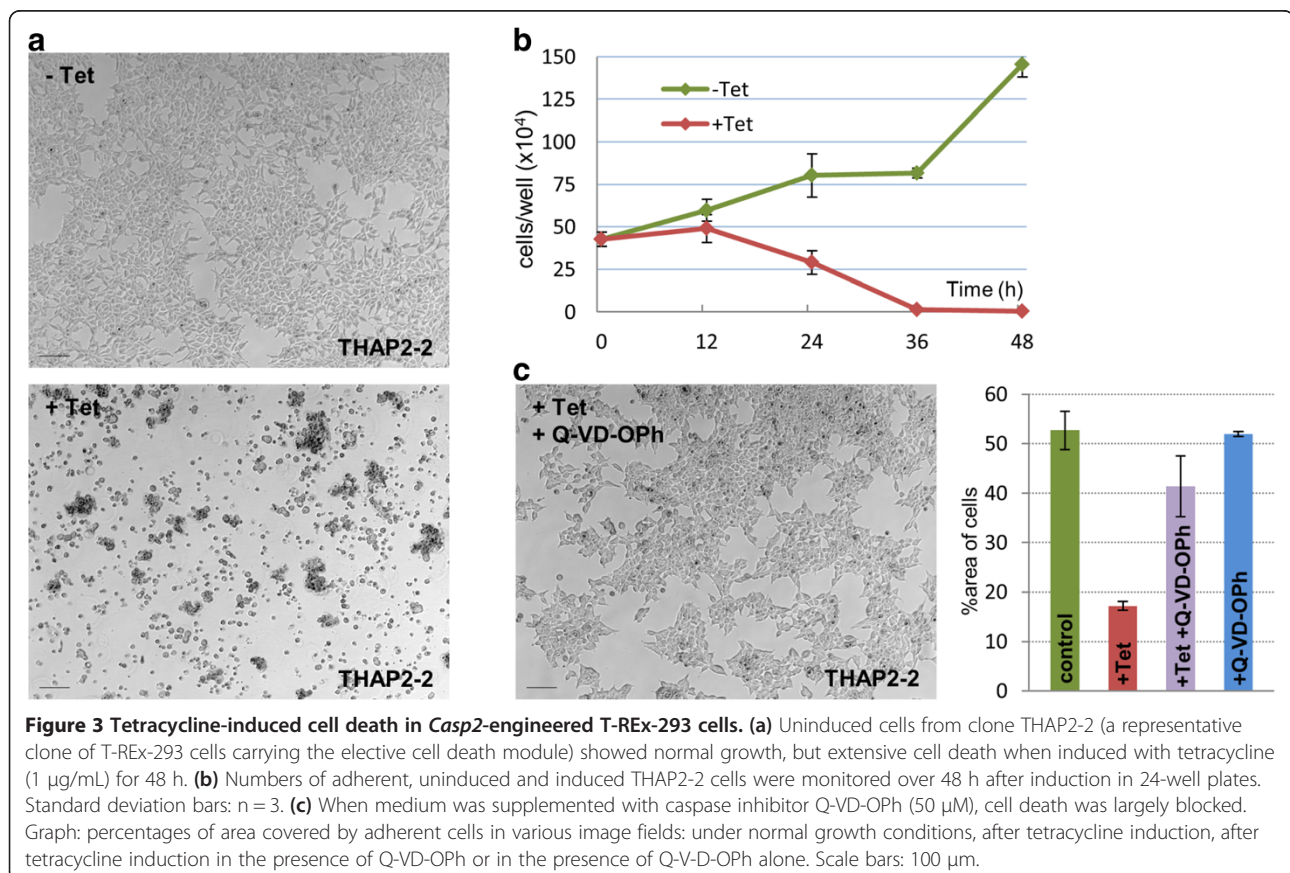 a
- Tet
THAP2-2
+ Tet
THAP2-2
b
150
125
100
75
50
25
0
cells/well (x10⁴)
-Tet
+Tet
Time (h)
0 12 24 36 48
c
+ Tet
+ Q-VD-OPh
THAP2-2
60
50
40
30
20
10
0
%area of cells
control
+Tet
+Tet +Q-VD-OPh
+Q-VD-OPh
Figure 3 Tetracycline-induced cell death in Casp2-engineered T-REx-293 cells. (a) Uninduced cells from clone THAP2-2 (a representative
clone of T-REx-293 cells carrying the elective cell death module) showed normal growth, but extensive cell death when induced with tetracycline
(1 μg/mL) for 48 h. (b) Numbers of adherent, uninduced and induced THAP2-2 cells were monitored over 48 h after induction in 24-well plates.
Standard deviation bars: n = 3. (c) When medium was supplemented with caspase inhibitor Q-VD-OPh (50 μM), cell death was largely blocked.
Graph: percentages of area covered by adherent cells in various image fields: under normal growth conditions, after tetracycline induction, after
tetracycline induction in the presence of Q-VD-OPh or in the presence of Q-V-D-OPh alone. Scale bars: 100 μm.